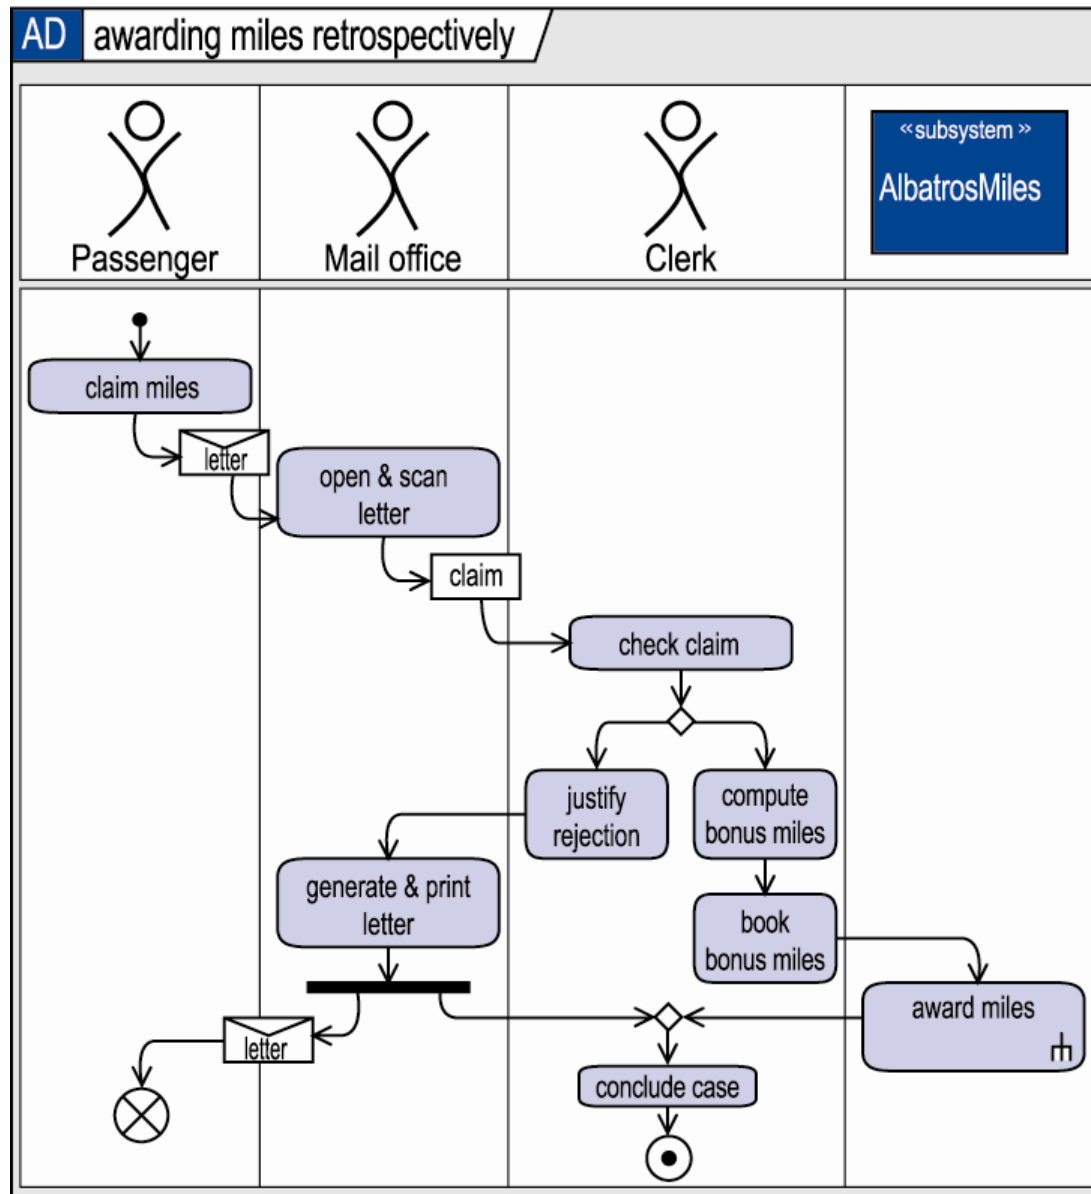 AD
awarding miles retrospectively
Passenger
Mail office
Clerk
«subsystem»
AlbatrosMiles
claim miles
letter
open & scan
letter
claim
check claim
justify
rejection
compute
bonus miles
generate & print
letter
book
bonus miles
award miles
letter
conclude case